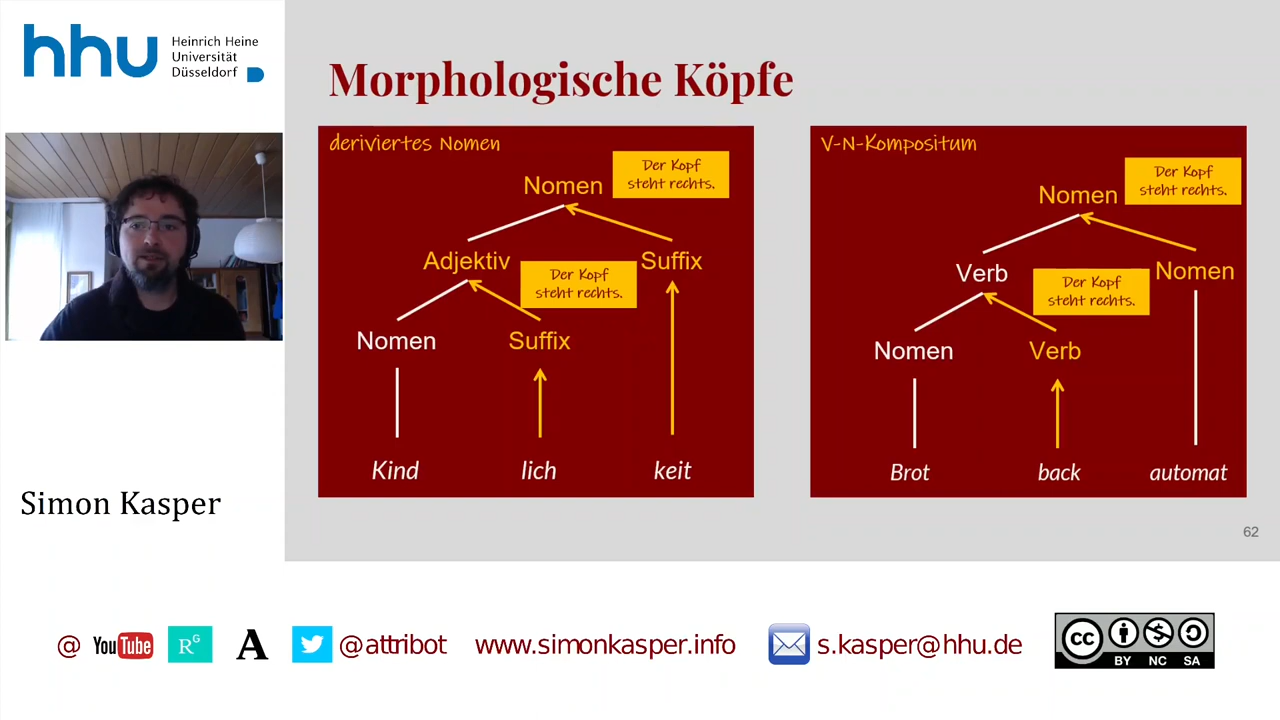 hhu
Heinrich Heine
Universität
Düsseldorf
Morphologische Köpfe
deriviertes Nomen
Der Kopf
steht rechts.
Nomen
Adjektiv
Der Kopf
steht rechts.
Suffix
Nomen
Suffix
Kind
lich
keit
V-N-Kompositum
Der Kopf
steht rechts.
Nomen
Verb
Der Kopf
steht rechts.
Nomen
Nomen
Verb
Brot
back
automat
Simon Kasper
62
@ YouTube RG A @attribot www.simonkasper.info s.kasper@hhu.de
cc BY NC SA